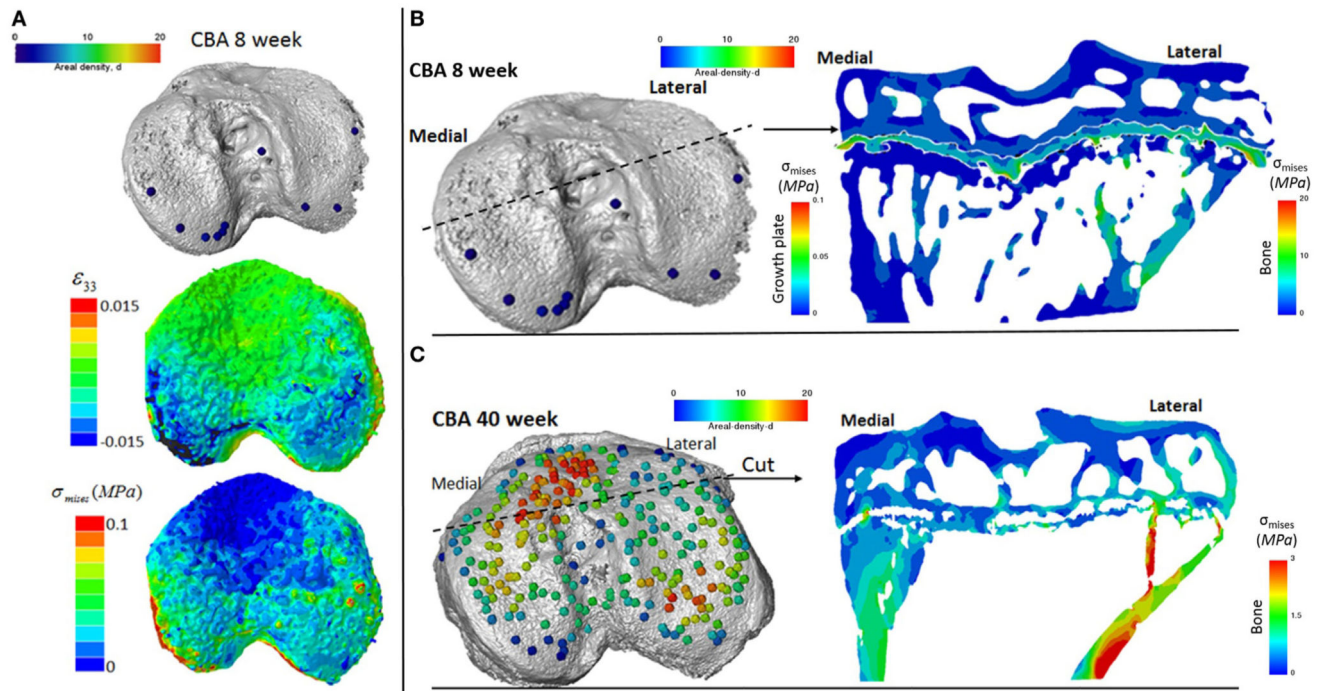 A
0 10 20
Areal density, d
CBA 8 week
ε33
0.015
-0.015
σmises (MPa)
0.1
0
B
0 10 20
Areal-density-d
CBA 8 week
Lateral
Medial
Medial
Lateral
σmises
(MPa)
0.1
0.05
0
Growth plate
σmises
(MPa)
20
10
0
Bone
C
0 10 20
Areal-density-d
CBA 40 week
Lateral
Medial
Cut
Medial
Lateral
σmises
(MPa)
3
1.5
0
Bone